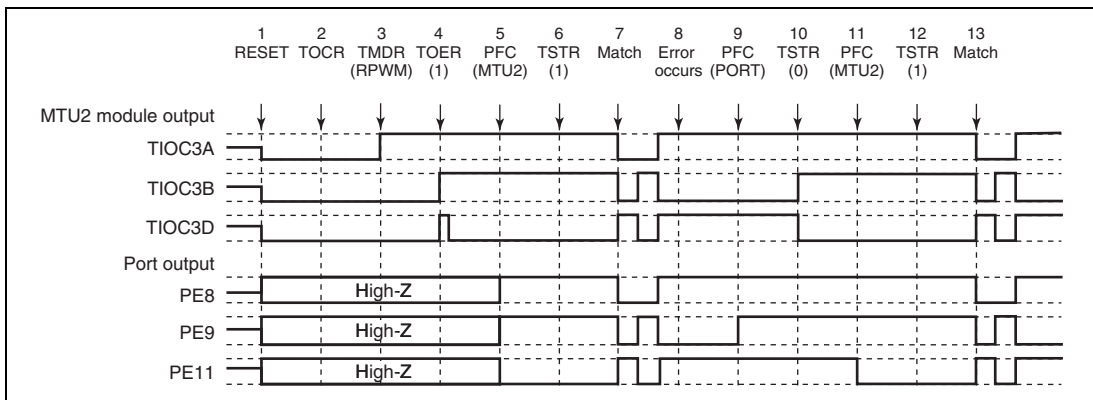 1 2 3 4 5 6 7 8 9 10 11 12 13
RESET TOCR TMDR TOER PFC TSTR Match Error PFC TSTR PFC TSTR Match
(RPWM) (1) (MTU2) (1) occurs (PORT) (0) (MTU2) (1)
MTU2 module output
TIOC3A
TIOC3B
TIOC3D
Port output
PE8 High-Z
PE9 High-Z
PE11 High-Z